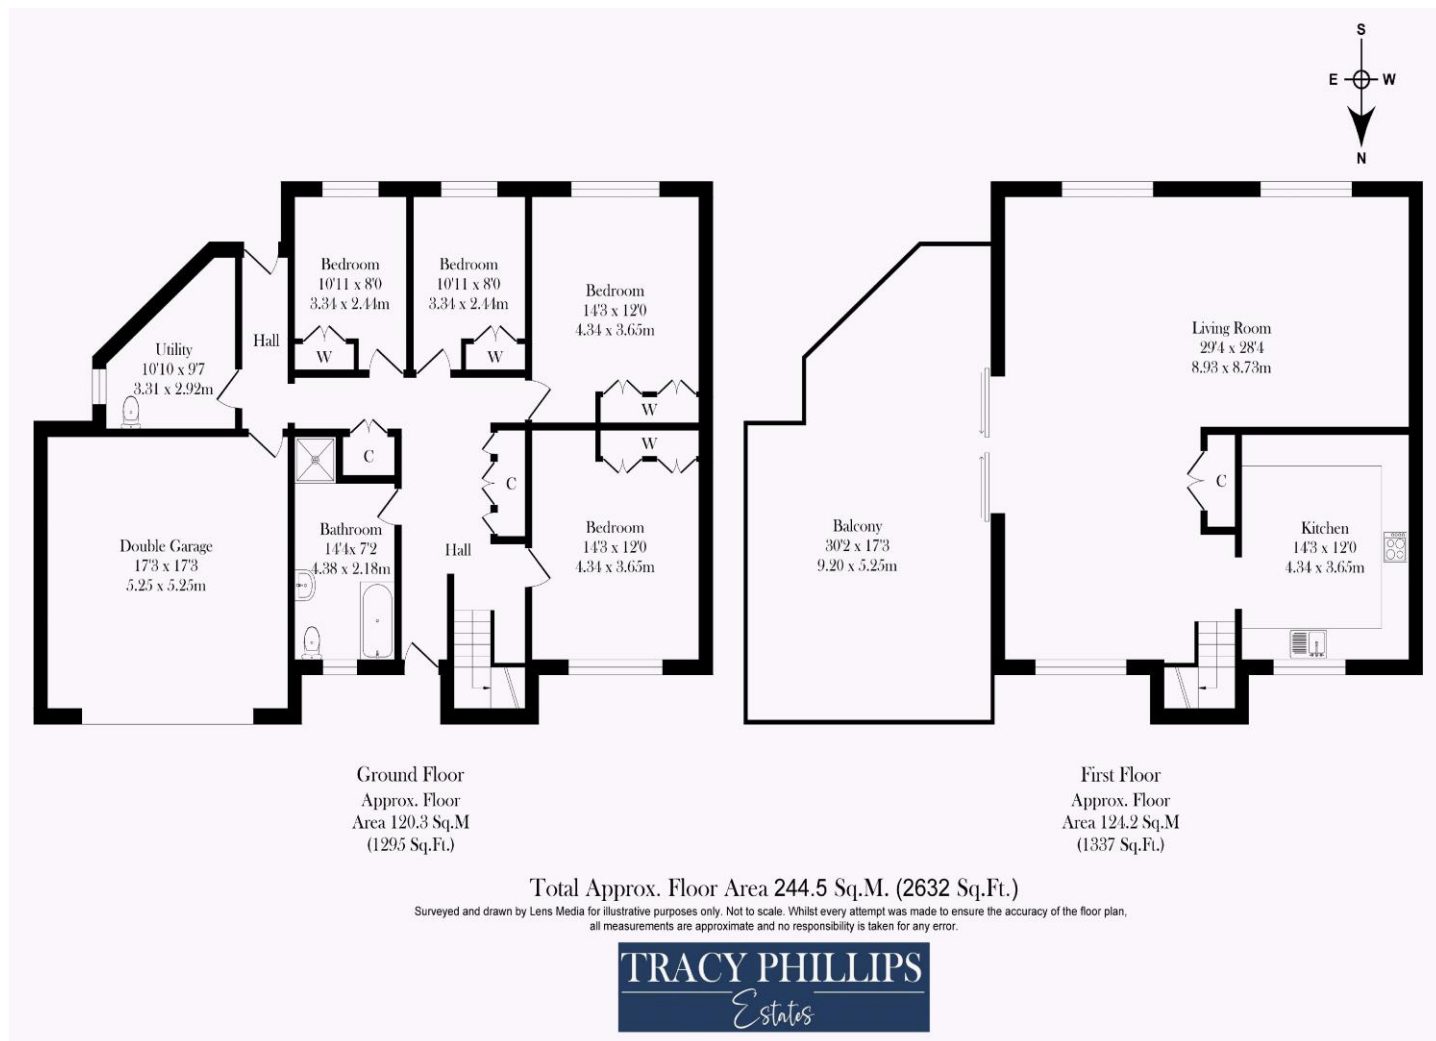 S
E W
N
Bedroom
10'11 x 8'0
3.34 x 2.44m
W
Bedroom
10'11 x 8'0
3.34 x 2.44m
W
Bedroom
14'3 x 12'0
4.34 x 3.65m
W
Hall
Utility
10'10 x 9'7
3.31 x 2.92m
C
W
C
Bedroom
14'3 x 12'0
4.34 x 3.65m
Bathroom
14'4x 7'2
4.38 x 2.18m
Hall
Double Garage
17'3 x 17'3
5.25 x 5.25m
Living Room
29'4 x 28'4
8.93 x 8.73m
C
Kitchen
14'3 x 12'0
4.34 x 3.65m
Balcony
30'2 x 17'3
9.20 x 5.25m
Ground Floor
Approx. Floor
Area 120.3 Sq.M
(1295 Sq.Ft.)
First Floor
Approx. Floor
Area 124.2 Sq.M
(1337 Sq.Ft.)
Total Approx. Floor Area 244.5 Sq.M. (2632 Sq.Ft.)
Surveyed and drawn by Lens Media for illustrative purposes only. Not to scale. Whilst every attempt was made to ensure the accuracy of the floor plan,
all measurements are approximate and no responsibility is taken for any error.
TRACY PHILLIPS
Estates